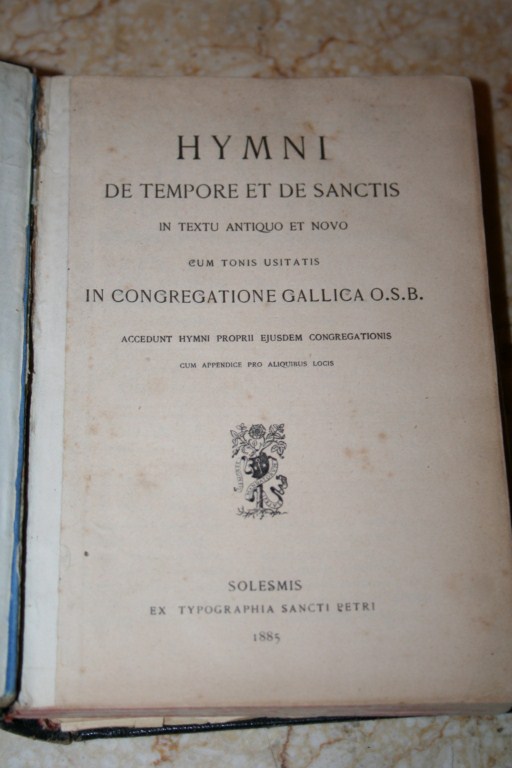 HYMNI
DE TEMPORE ET DE SANCTIS
IN TEXTU ANTIQUO ET NOVO
CUM TONIS USITATIS
IN CONGREGATIONE GALLICA O.S.B.
ACCEDUNT HYMNI PROPRII EJUSDEM CONGREGATIONIS
CUM APPENDICE PRO ALIQUIBUS LOCIS
SOLESMIS
EX TYPOGRAPHIA SANCTI PETRI
1885